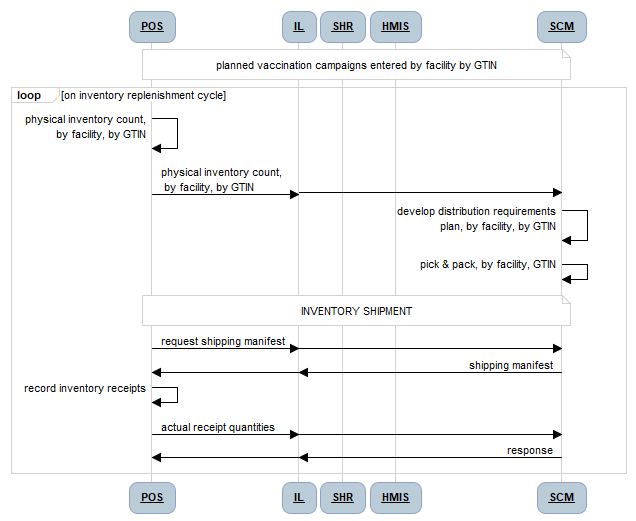 POS IL SHR HMIS SCM
planned vaccination campaigns entered by facility by GTIN
loop [on inventory replenishment cycle]
physical inventory count,
by facility, by GTIN
physical inventory count,
by facility, by GTIN
develop distribution requirements
plan, by facility, by GTIN
pick & pack, by facility, GTIN
INVENTORY SHIPMENT
request shipping manifest
shipping manifest
record inventory receipts
actual receipt quantities
response
POS IL SHR HMIS SCM